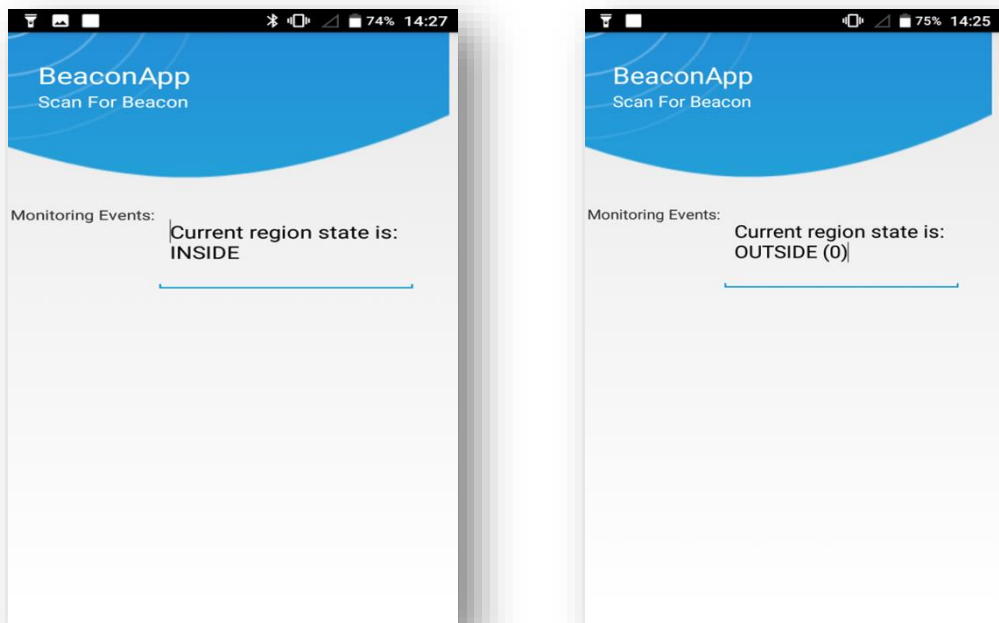 74% 14:27
BeaconApp
Scan For Beacon
Monitoring Events:
Current region state is:
INSIDE
75% 14:25
BeaconApp
Scan For Beacon
Monitoring Events:
Current region state is:
OUTSIDE (0)